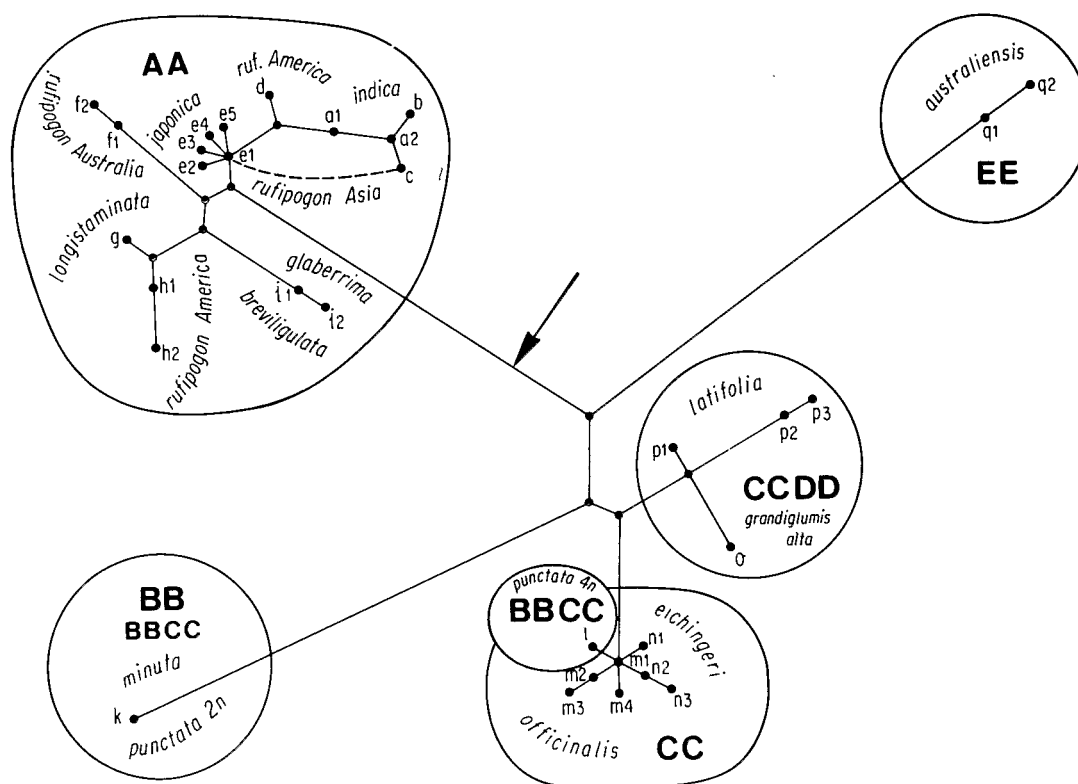 AA
ruf. America
indica
japonica
rufipogon Australia
f2
f1
e5
e4
e3
e2
e1
d
a1
b
a2
c
rufipogon Asia
longistaminata
g
h1
h2
rufipogon America
glaberrima
breviligulata
i1
i2
australiensis
q2
q1
EE
latifolia
p1
p2
p3
CCDD
grandiglumis
alta
o
BB
BBCC
minuta
k
punctata 2n
punctata 4n
BBCC
l
eichingeri
n1
m1
n2
n3
m2
m3
m4
officinalis
CC